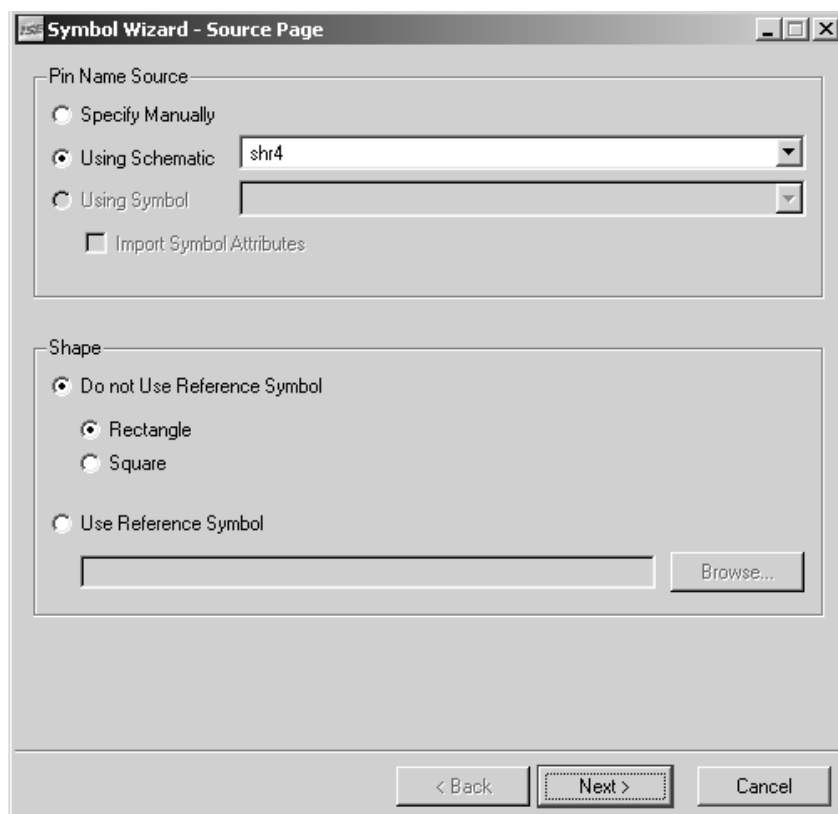 ISE Symbol Wizard - Source Page
Pin Name Source
Specify Manually
Using Schematic shr4
Using Symbol
Import Symbol Attributes
Shape
Do not Use Reference Symbol
Rectangle
Square
Use Reference Symbol
Browse...
< Back Next > Cancel